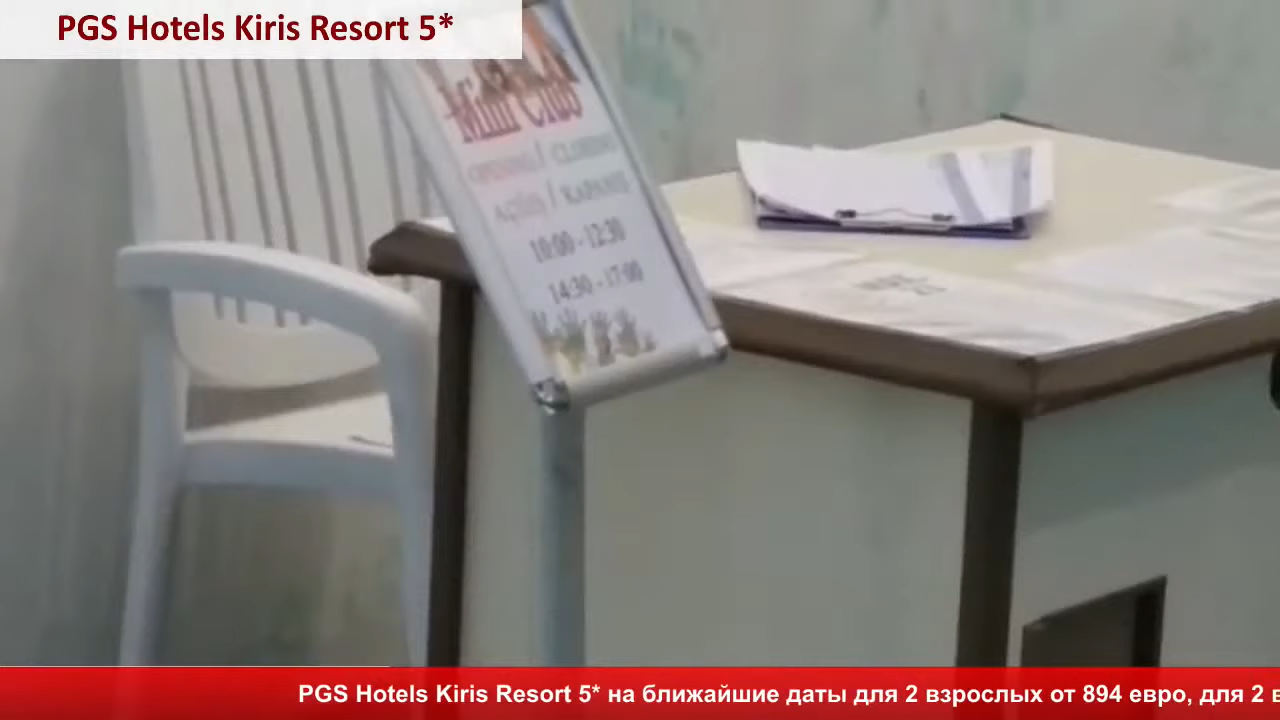 PGS Hotels Kiris Resort 5*
Mini Club
OPENING / CLOSING
AÇILIŞ / KAPANIŞ
10:00 - 12:30
14:30 - 17:00
PGS Hotels Kiris Resort 5* на ближайшие даты для 2 взрослых от 894 евро, для 2 в